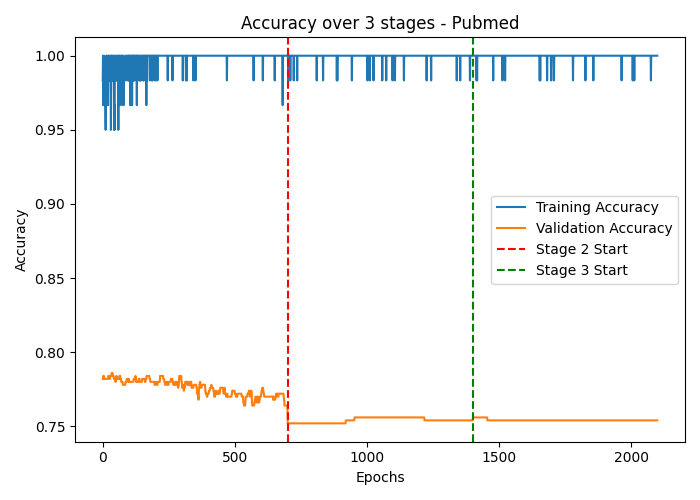 Accuracy over 3 stages - Pubmed
1.00
0.95
0.90
0.85
0.80
0.75
Accuracy
Training Accuracy
Validation Accuracy
Stage 2 Start
Stage 3 Start
0
500
1000
1500
2000
Epochs